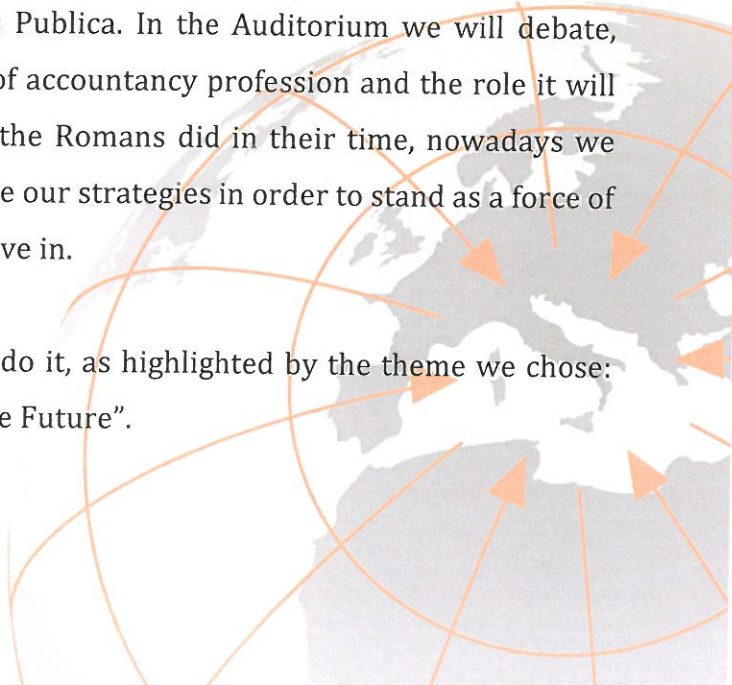 Publica. In the Auditorium we will debate,
of accountancy profession and the role it will
the Romans did in their time, nowadays we
e our strategies in order to stand as a force of
ve in.
do it, as highlighted by the theme we chose:
e Future”.